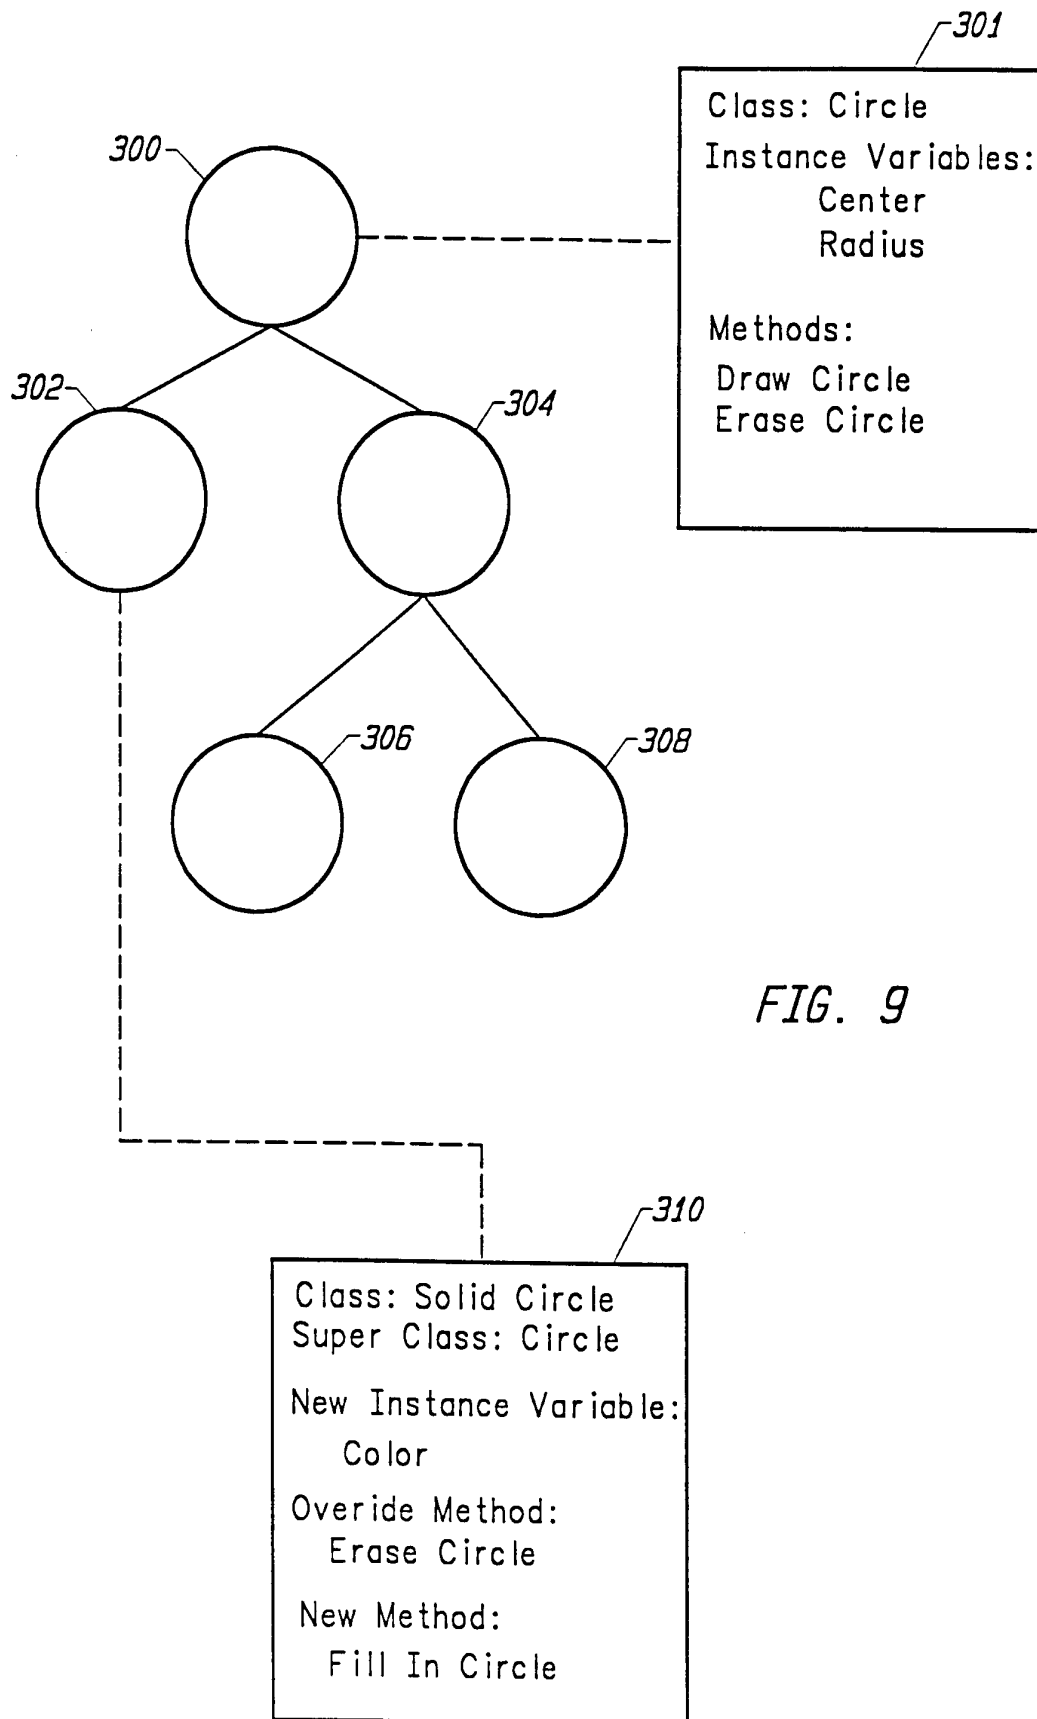 301
Class: Circle
Instance Variables:
Center
Radius
Methods:
Draw Circle
Erase Circle
300
302
304
306
308
FIG. 9
310
Class: Solid Circle
Super Class: Circle
New Instance Variable:
Color
Overide Method:
Erase Circle
New Method:
Fill In Circle